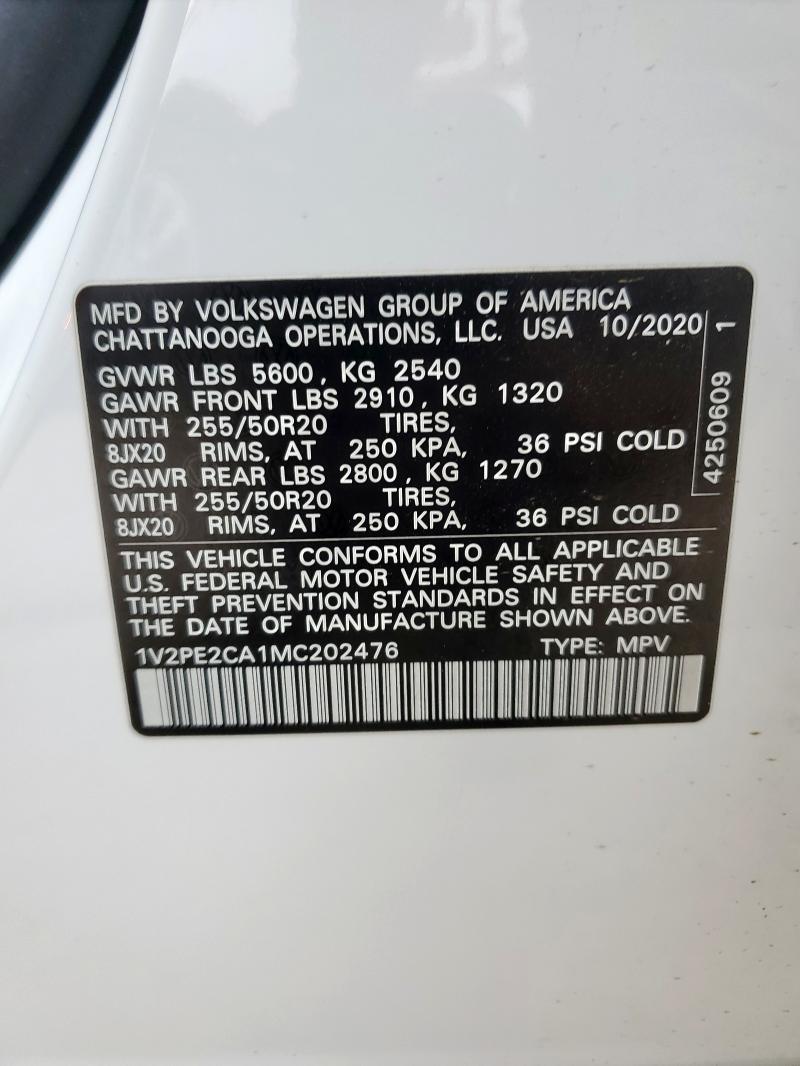 MFD BY VOLKSWAGEN GROUP OF AMERICA
CHATTANOOGA OPERATIONS, LLC. USA 10/2020
GVWR LBS 5600, KG 2540
GAWR FRONT LBS 2910, KG 1320
WITH 255/50R20 TIRES,
8JX20 RIMS, AT 250 KPA, 36 PSI COLD
GAWR REAR LBS 2800, KG 1270
WITH 255/50R20 TIRES,
8JX20 RIMS, AT 250 KPA, 36 PSI COLD
THIS VEHICLE CONFORMS TO ALL APPLICABLE
U.S. FEDERAL MOTOR VEHICLE SAFETY AND
THEFT PREVENTION STANDARDS IN EFFECT ON
THE DATE OF MANUFACTURE SHOWN ABOVE.
1V2PE2CA1MC202476 TYPE: MPV
4250609 1